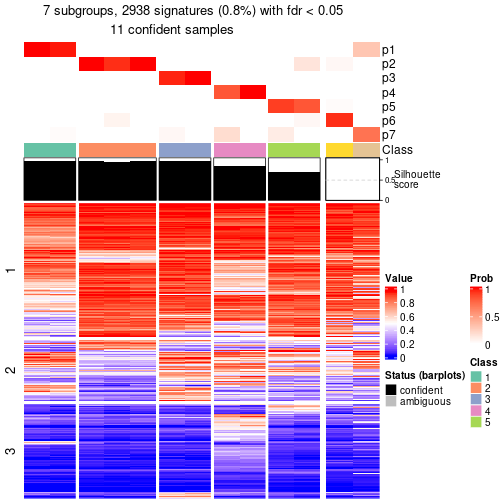 7 subgroups, 2938 signatures (0.8%) with fdr < 0.05
11 confident samples
p1
p2
p3
p4
p5
p6
p7
Class
1
0.5
0
Silhouette
score
1
2
3
Value
1
0.8
0.6
0.4
0.2
0
Status (barplots)
confident
ambiguous
Prob
1
0.5
0
Class
1
2
3
4
5